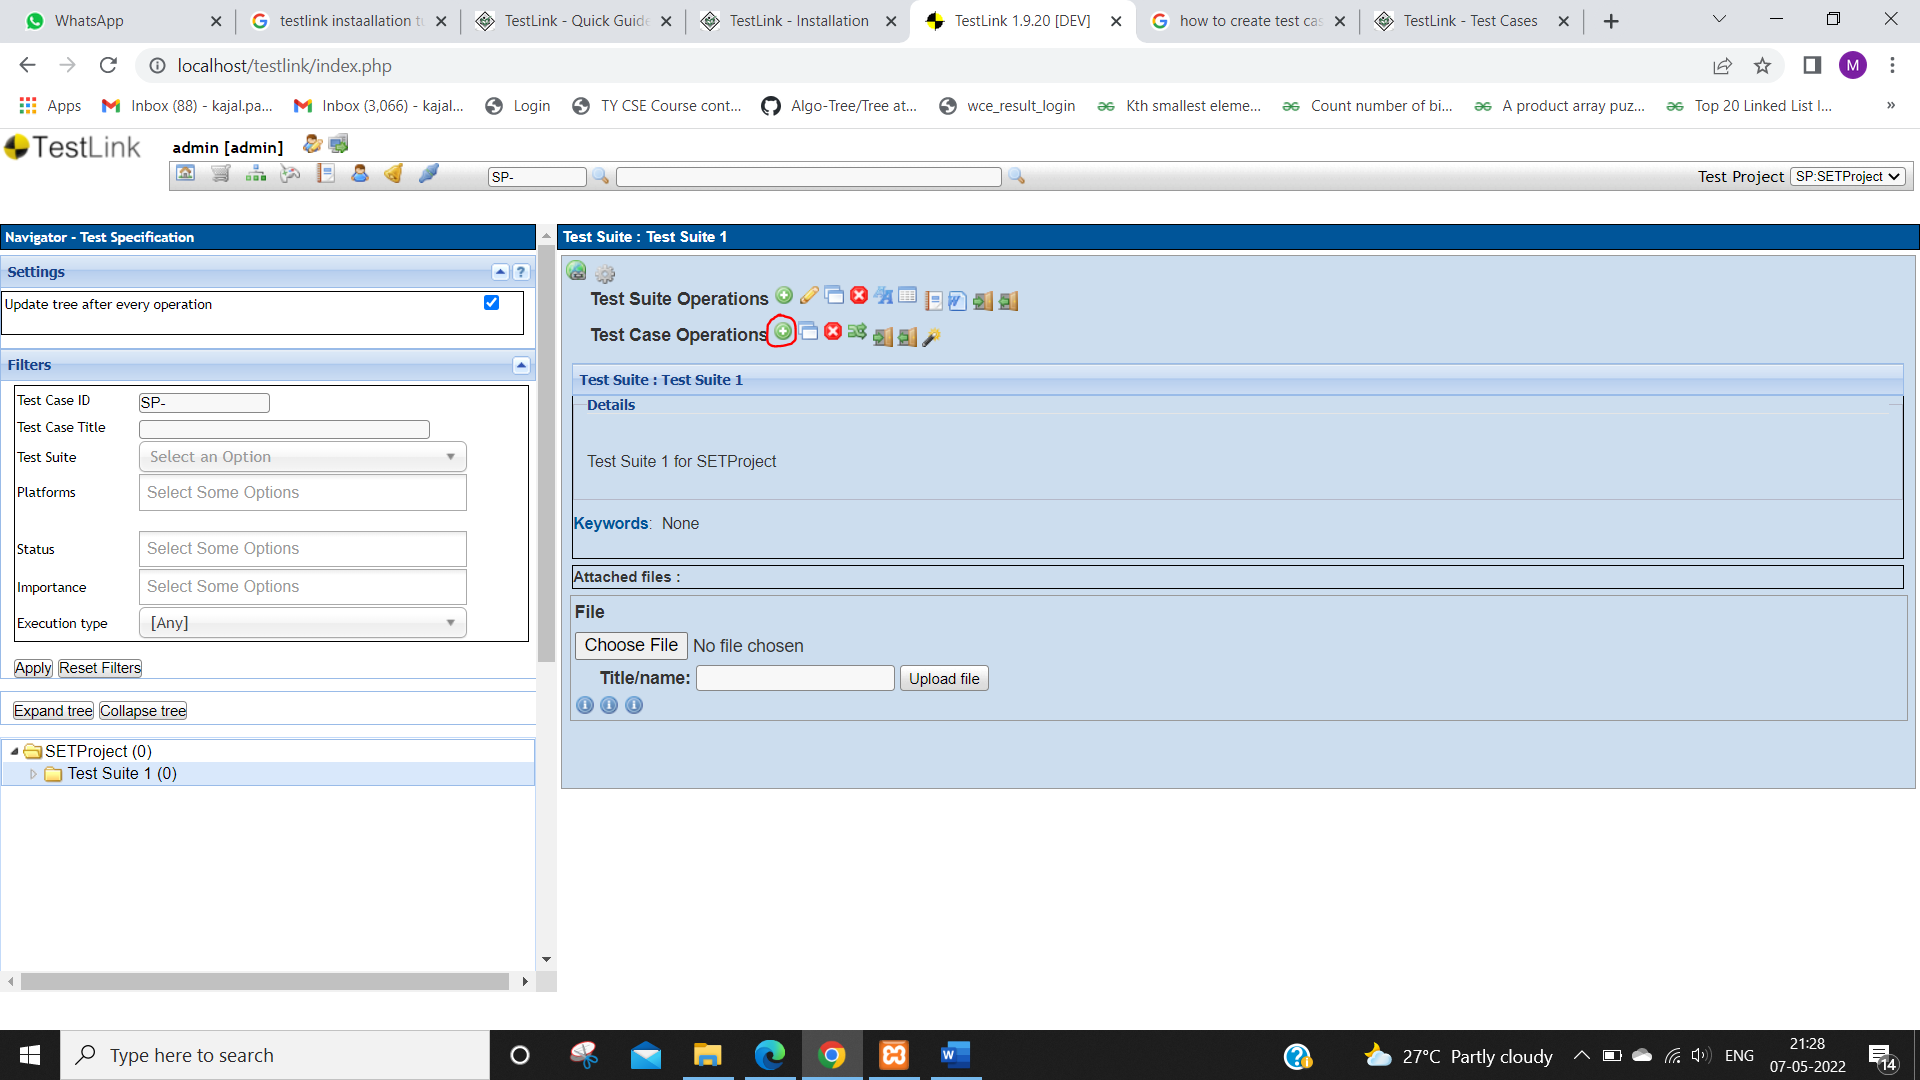 WhatsApp
testlink instaallation tu
TestLink - Quick Guide
TestLink - Installation
TestLink 1.9.20 [DEV]
how to create test cas
TestLink - Test Cases
localhost/testlink/index.php
M
Apps
Inbox (88) - kajal.pa...
Inbox (3,066) - kajal...
Login
TY CSE Course cont...
Algo-Tree/Tree at...
wce_result_login
Kth smallest eleme...
Count number of bi...
A product array puz...
Top 20 Linked List I...
»
TestLink
admin [admin]
SP-
Test Project
SP:SETProject
Navigator - Test Specification
Settings
?
Update tree after every operation
Filters
Test Case ID
SP-
Test Case Title
Test Suite
Select an Option
Platforms
Select Some Options
Status
Select Some Options
Importance
Select Some Options
Execution type
[Any]
Apply
Reset Filters
Expand tree
Collapse tree
SETProject (0)
Test Suite 1 (0)
Test Suite : Test Suite 1
Test Suite Operations
Test Case Operations
Test Suite : Test Suite 1
Details
Test Suite 1 for SETProject
Keywords: None
Attached files :
File
Choose File No file chosen
Title/name:
Upload file
Type here to search
27°C Partly cloudy
ENG
21:28
07-05-2022
14